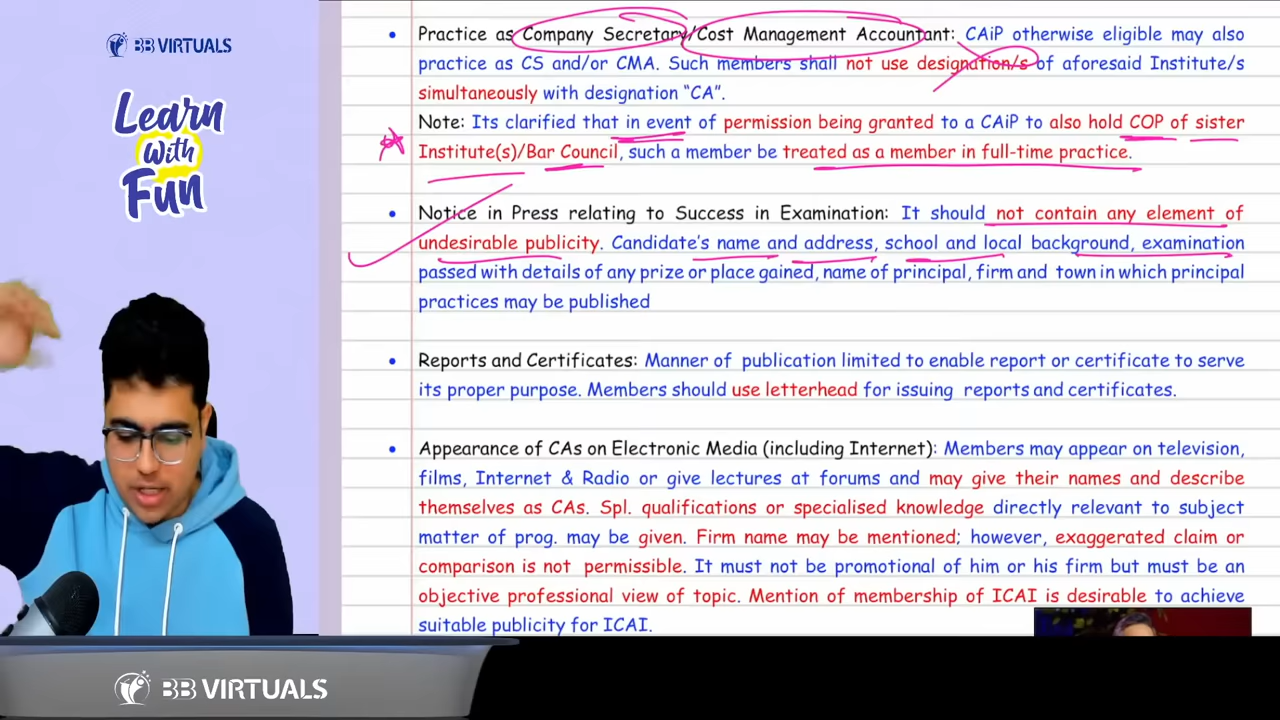 BB VIRTUALS
Learn
With
Fun
• Practice as Company Secretary/Cost Management Accountant: CAiP otherwise eligible may also
practice as CS and/or CMA. Such members shall not use designation/s of aforesaid Institute/s
simultaneously with designation “CA”.
Note: Its clarified that in event of permission being granted to a CAiP to also hold COP of sister
Institute(s)/Bar Council, such a member be treated as a member in full-time practice.
• Notice in Press relating to Success in Examination: It should not contain any element of
undesirable publicity. Candidate's name and address, school and local background, examination
passed with details of any prize or place gained, name of principal, firm and town in which principal
practices may be published
• Reports and Certificates: Manner of publication limited to enable report or certificate to serve
its proper purpose. Members should use letterhead for issuing reports and certificates.
• Appearance of CAs on Electronic Media (including Internet): Members may appear on television,
films, Internet & Radio or give lectures at forums and may give their names and describe
themselves as CAs. Spl. qualifications or specialised knowledge directly relevant to subject
matter of prog. may be given. Firm name may be mentioned; however, exaggerated claim or
comparison is not permissible. It must not be promotional of him or his firm but must be an
objective professional view of topic. Mention of membership of ICAI is desirable to achieve
suitable publicity for ICAI.
BB VIRTUALS